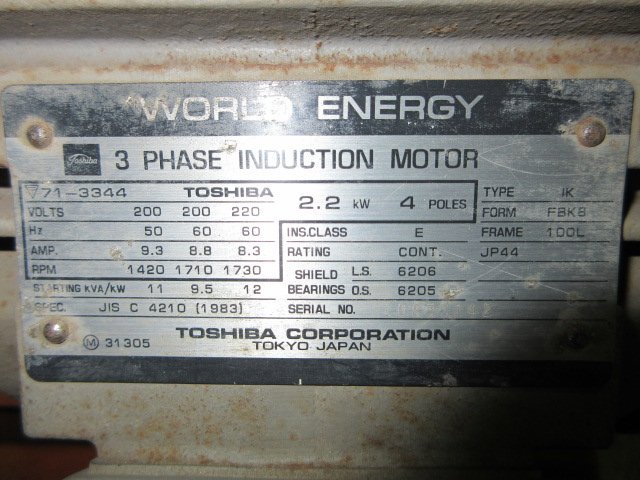 WORLD ENERGY
Toshiba 3 PHASE INDUCTION MOTOR
▽71-3344 TOSHIBA 2.2 kW 4 POLES TYPE IK
VOLTS 200 200 220 FORM FBK8
Hz 50 60 60 INS.CLASS E FRAME 100L
AMP. 9.3 8.8 8.3 RATING CONT. JP44
RPM 1420 1710 1730 SHIELD L.S. 6206
STARTING kVA/kW 11 9.5 12 BEARINGS O.S. 6205
SPEC. JIS C 4210 (1983) SERIAL NO.
TOSHIBA CORPORATION
Ⓜ 31305 TOKYO JAPAN